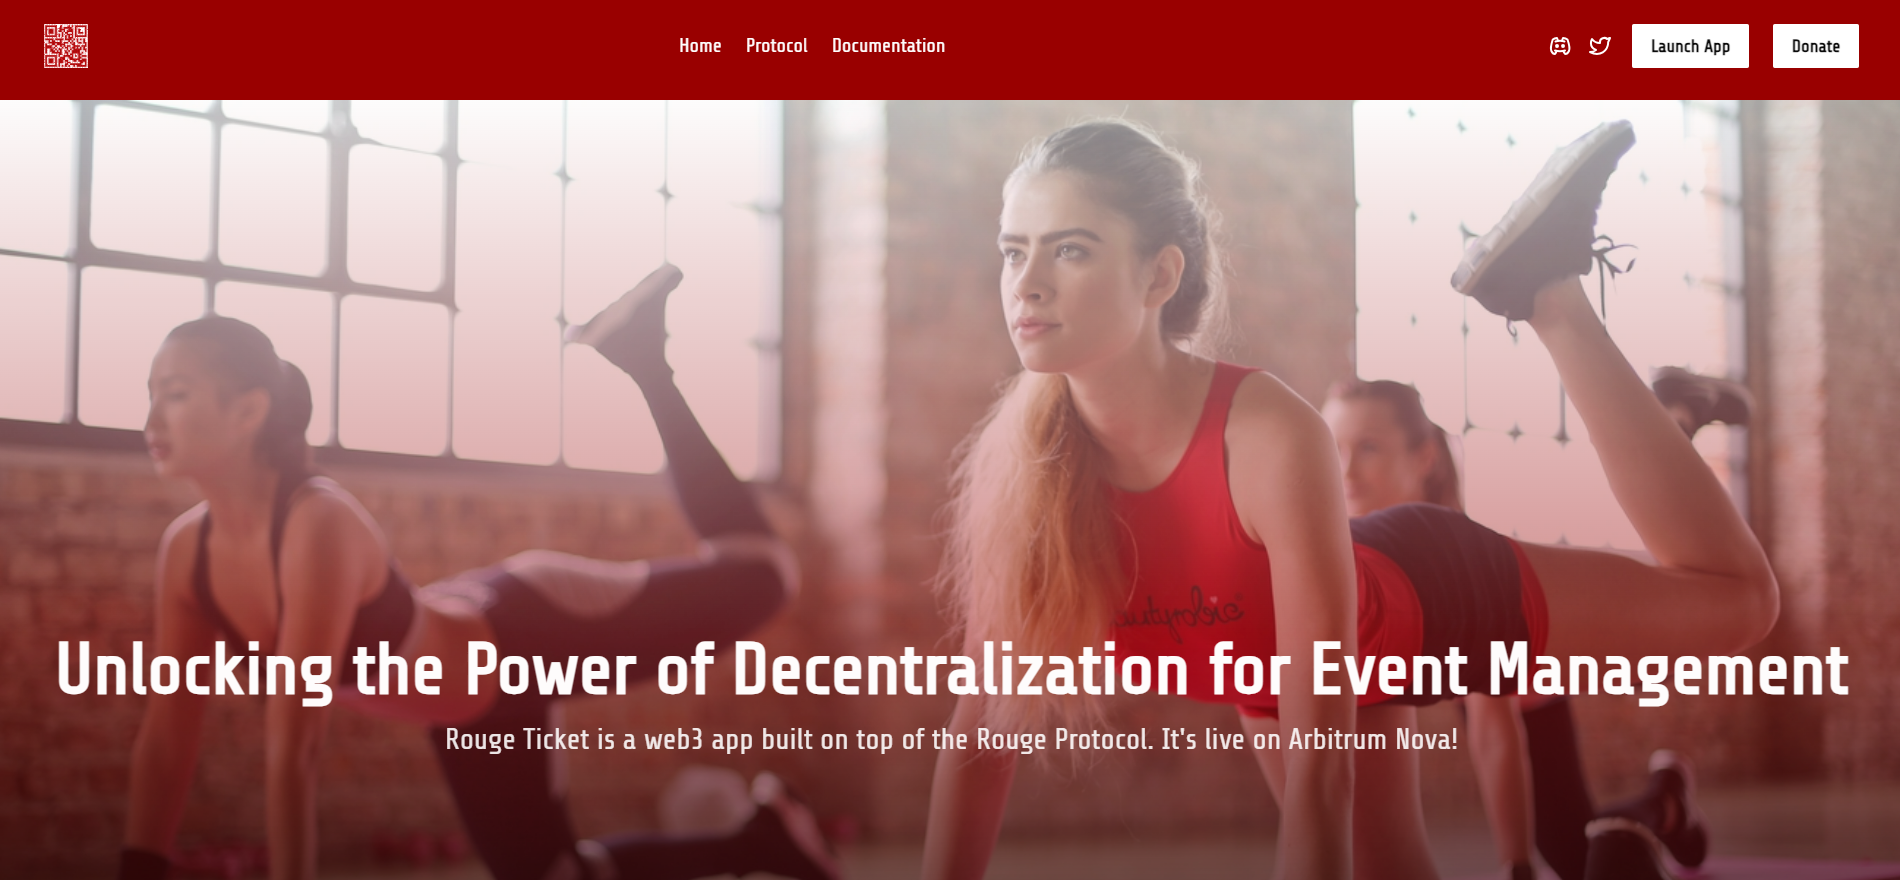 Home Protocol Documentation Launch App Donate
Unlocking the Power of Decentralization for Event Management
Rouge Ticket is a web3 app built on top of the Rouge Protocol. It's live on Arbitrum Nova!